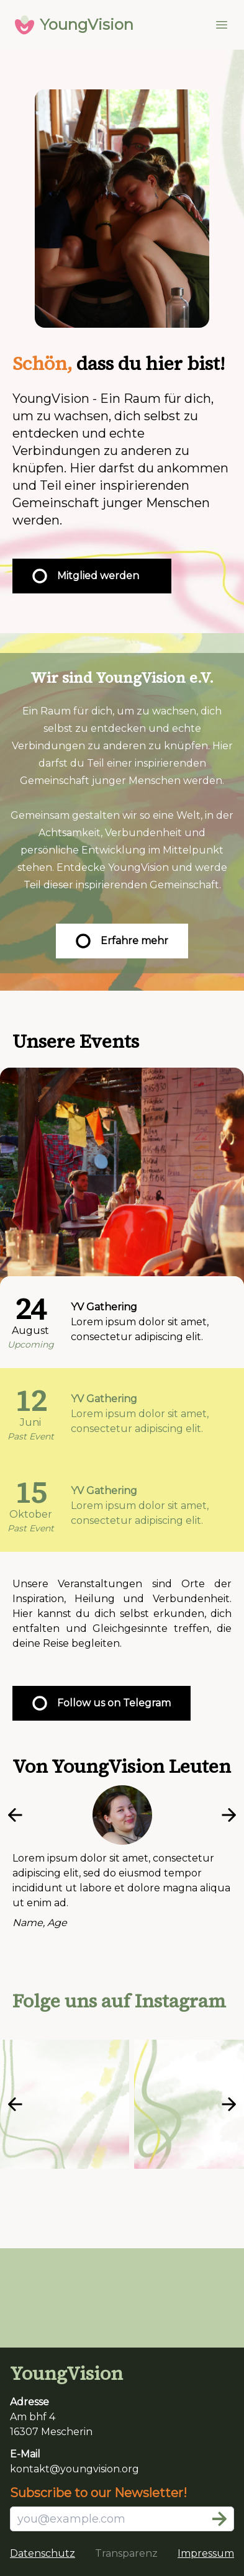 YoungVision
Schön, dass du hier bist!
YoungVision - Ein Raum für dich,
um zu wachsen, dich selbst zu
entdecken und echte
Verbindungen zu anderen zu
knüpfen. Hier darfst du ankommen
und Teil einer inspirierenden
Gemeinschaft junger Menschen
werden.
Mitglied werden
Wir sind YoungVision e.V.
Ein Raum für dich, um zu wachsen, dich
selbst zu entdecken und echte
Verbindungen zu anderen zu knüpfen. Hier
darfst du Teil einer inspirierenden
Gemeinschaft junger Menschen werden.
Gemeinsam gestalten wir so eine Welt, in der
Achtsamkeit, Verbundenheit und
persönliche Entwicklung im Mittelpunkt
stehen. Entdecke YoungVision und werde
Teil dieser inspirierenden Gemeinschaft.
Erfahre mehr
Unsere Events
24
August
Upcoming
YV Gathering
Lorem ipsum dolor sit amet,
consectetur adipiscing elit.
12
Juni
Past Event
YV Gathering
Lorem ipsum dolor sit amet,
consectetur adipiscing elit.
15
Oktober
Past Event
YV Gathering
Lorem ipsum dolor sit amet,
consectetur adipiscing elit.
Unsere Veranstaltungen sind Orte der
Inspiration, Heilung und Verbundenheit.
Hier kannst du dich selbst erkunden, dich
entfalten und Gleichgesinnte treffen, die
deine Reise begleiten.
Follow us on Telegram
Von YoungVision Leuten
Lorem ipsum dolor sit amet, consectetur
adipiscing elit, sed do eiusmod tempor
incididunt ut labore et dolore magna aliqua
ut enim ad.
Name, Age
Folge uns auf Instagram
YoungVision
Adresse
Am bhf 4
16307 Mescherin
E-Mail
kontakt@youngvision.org
Subscribe to our Newsletter!
you@example.com
Datenschutz Transparenz Impressum